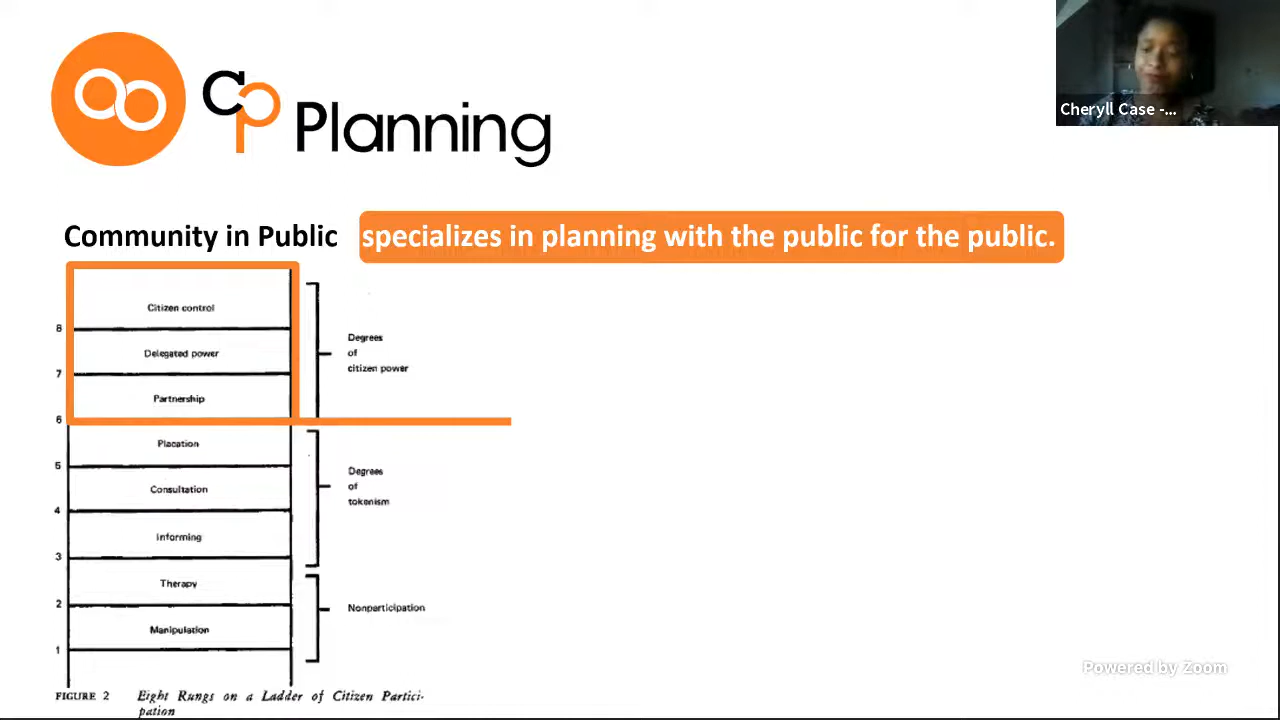 cp Planning
Cheryll Case -...
Community in Public specializes in planning with the public for the public.
Citizen control
8
Delegated power
7
Partnership
6
Degrees
of
citizen power
Placation
5
Consultation
4
Informing
3
Degrees
of
tokenism
Therapy
2
Manipulation
1
Nonparticipation
FIGURE 2 Eight Rungs on a Ladder of Citizen Partici-
pation
Powered by Zoom